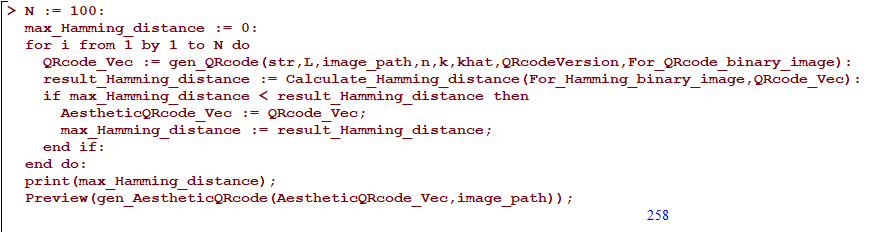 > N := 100:
max_Hamming_distance := 0:
for i from 1 by 1 to N do
QRcode_Vec := gen_QRcode(str,L,image_path,n,k,khat,QRcodeVersion,For_QRcode_binary_image):
result_Hamming_distance := Calculate_Hamming_distance(For_Hamming_binary_image,QRcode_Vec):
if max_Hamming_distance < result_Hamming_distance then
AestheticQRcode_Vec := QRcode_Vec;
max_Hamming_distance := result_Hamming_distance;
end if:
end do:
print(max_Hamming_distance);
Preview(gen_AestheticQRcode(AestheticQRcode_Vec,image_path));
258